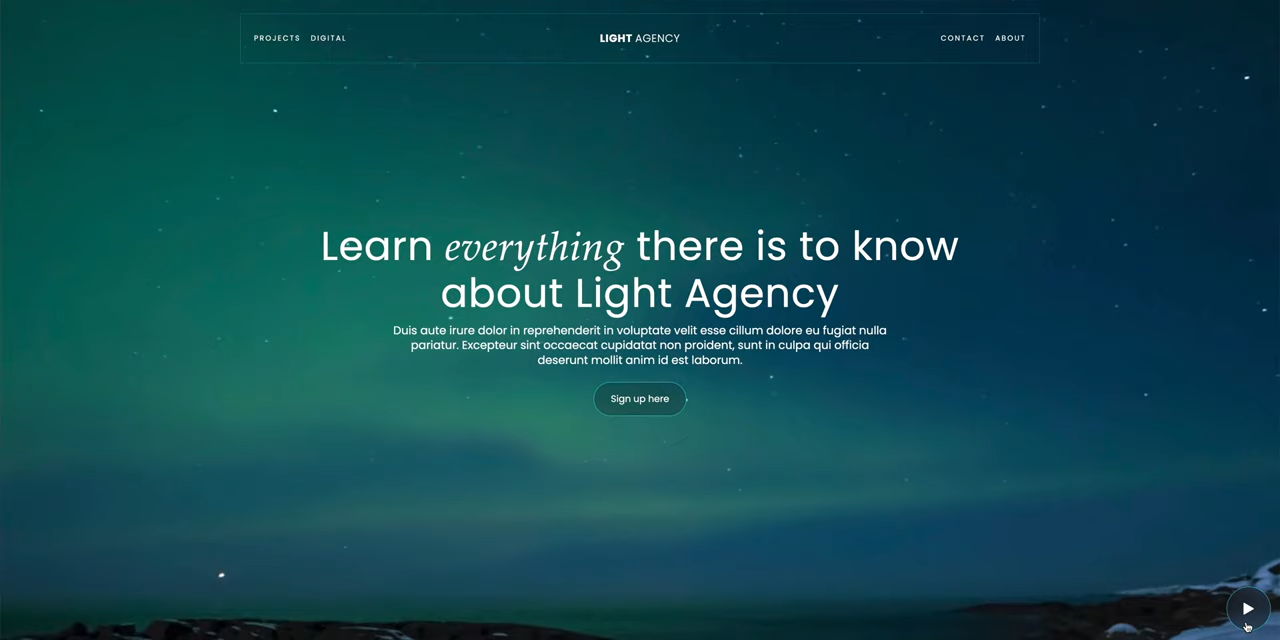 PROJECTS DIGITAL LIGHT AGENCY CONTACT ABOUT
Learn everything there is to know
about Light Agency
Duis aute irure dolor in reprehenderit in voluptate velit esse cillum dolore eu fugiat nulla
pariatur. Excepteur sint occaecat cupidatat non proident, sunt in culpa qui officia
deserunt mollit anim id est laborum.
Sign up here